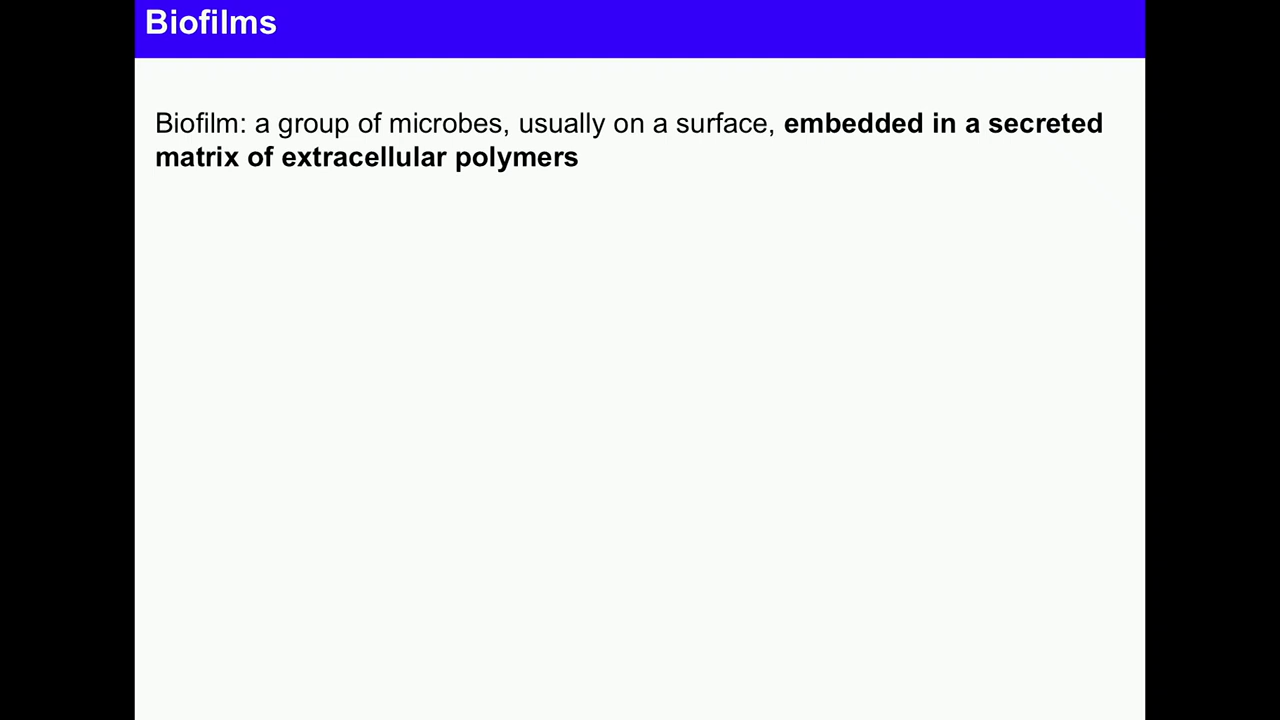 Biofilms
Biofilm: a group of microbes, usually on a surface, embedded in a secreted
matrix of extracellular polymers